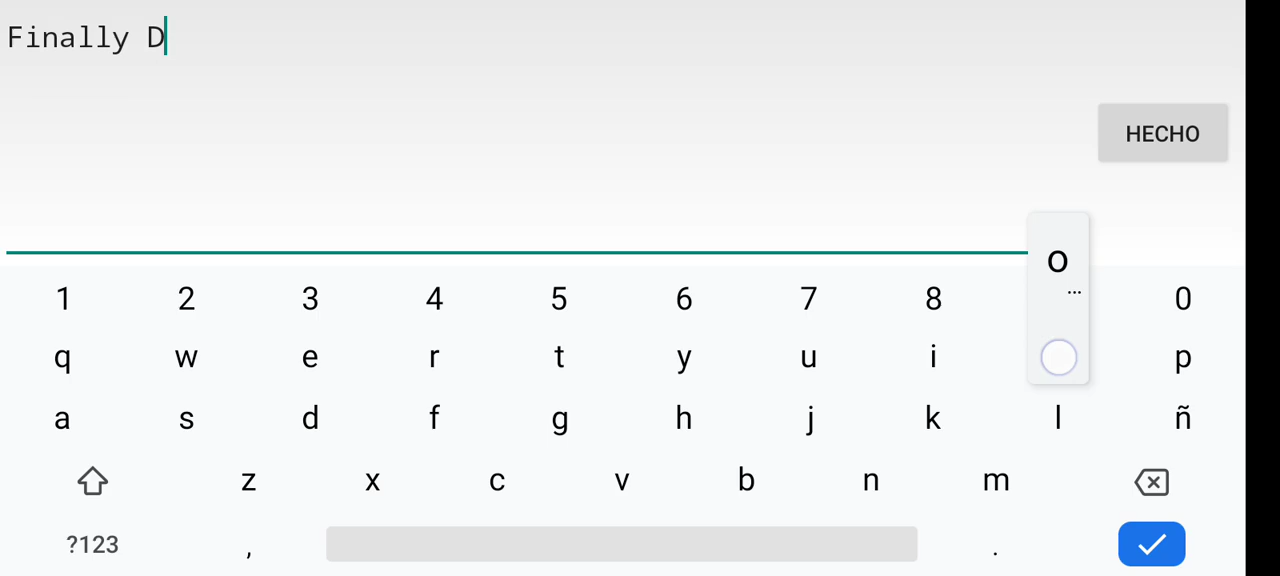 Finally D
HECHO
o
...
1 2 3 4 5 6 7 8 0
q w e r t y u i p
a s d f g h j k l ñ
z x c v b n m
?123 , .